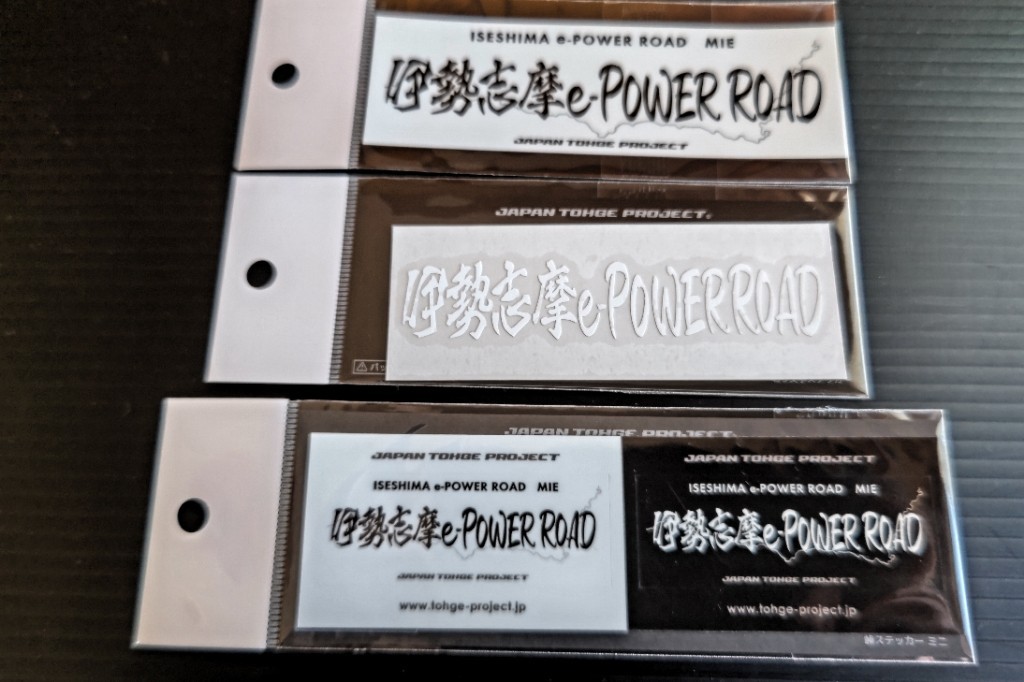 ISESHIMA e-POWER ROAD MIE
伊勢志摩e-POWER ROAD
JAPAN TOHGE PROJECT
JAPAN TOHGE PROJECT
伊勢志摩e-POWER ROAD
JAPAN TOHGE PROJECT
JAPAN TOHGE PROJECT
ISESHIMA e-POWER ROAD MIE
伊勢志摩e-POWER ROAD
JAPAN TOHGE PROJECT
www.tohge-project.jp
JAPAN TOHGE PROJECT
ISESHIMA e-POWER ROAD MIE
伊勢志摩e-POWER ROAD
JAPAN TOHGE PROJECT
www.tohge-project.jp
峠ステッカー ミニ